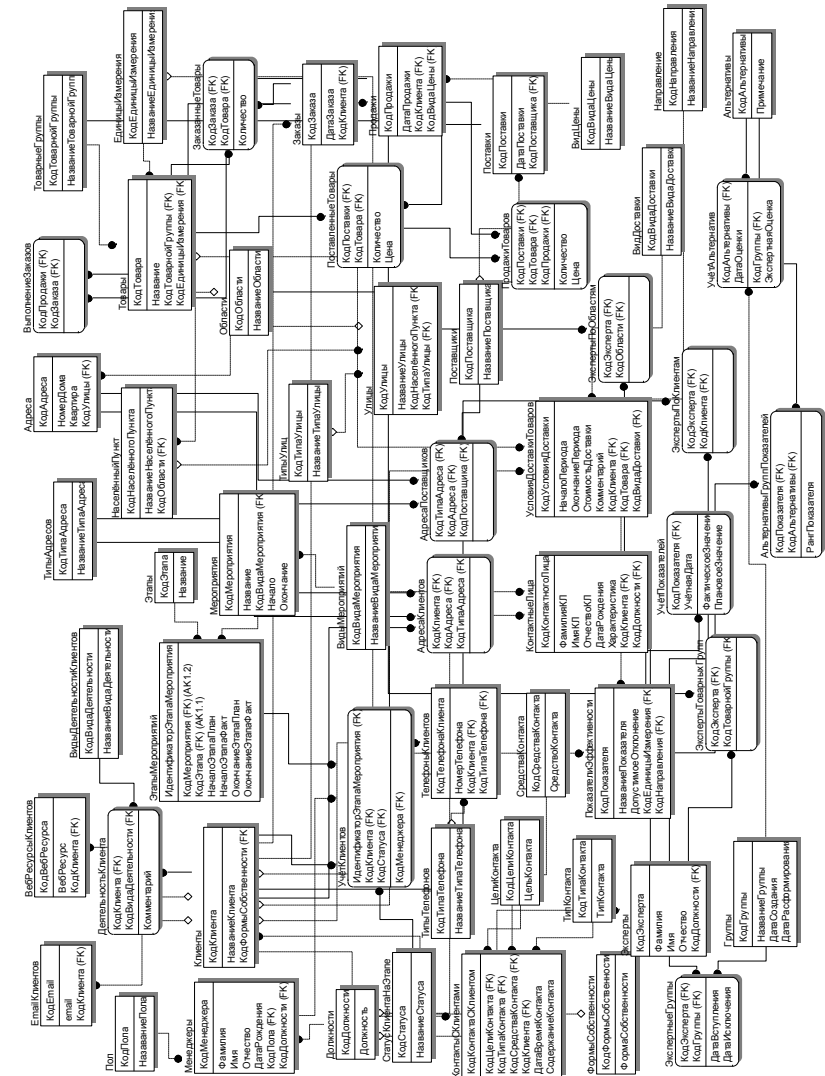 Пол
КодПола
НазваниеПола
EmailКлиентов
КодEmail
email
КодКлиента (FK)
ВебРесурсыКлиентов
КодВебРесурса
ВебРесурс
КодКлиента (FK)
ВидыДеятельностиКлиентов
КодВидаДеятельности
НазваниеВидаДеятельности
ТипыАдресов
КодТипаАдреса
НазваниеТипаАдреса
Адреса
КодАдреса
НомерДома
Квартира
КодУлицы (FK)
ВыполнениеЗаказов
КодПродажи (FK)
КодЗаказа (FK)
ТоварныеГруппы
КодТоварнойГруппы
НазваниеТоварнойГрупп
ЕдиницыИзмерения
КодЕдиницыИзмерения
НазваниеЕдиницыИзмерения
Менеджеры
КодМенеджера
Фамилия
Имя
Отчество
ДатаРождения
КодПола (FK)
КодДолжности (FK)
ДеятельностьКлиента
КодКлиента (FK)
КодВидаДеятельности (FK)
Комментарий
ЭтапыМероприятий
ИдентификаторЭтапаМероприятия
КодМероприятия (FK) (AK1.2)
КодЭтапа (FK) (AK1.1)
НачалоЭтапаПлан
НачалоЭтапаФакт
ОкончаниеЭтапаПлан
ОкончаниеЭтапаФакт
Этапы
КодЭтапа
Название
НаселённыйПункт
КодНаселённогоПункта
НазваниеНаселённогоПункт
КодОбласти (FK)
Товары
КодТовара
Название
КодТоварнойГруппы (FK)
КодЕдиницыИзмерения (FK)
ЗаказанныеТовары
КодЗаказа (FK)
КодТовара (FK)
Количество
Клиенты
КодКлиента
НазваниеКлиента
КодФормыСобственности (FK
Мероприятия
КодМероприятия
Название
КодВидаМероприятия (FK)
Начало
Окончание
Области
КодОбласти
НазваниеОбласти
Заказы
КодЗаказа
ДатаЗаказа
КодКлиента (FK)
Должности
КодДолжности
Должность
УчётКлиентов
ИдентификаторЭтапаМероприятия (FK)
КодКлиента (FK)
КодСтатуса (FK)
КодМенеджера (FK)
ВидыМероприятий
КодВидаМероприятия
НазваниеВидаМероприяти
ТипыУлиц
КодТипаУлицы
НазваниеТипаУлицы
ПоставленныеТовары
КодПоставки (FK)
КодТовара (FK)
Количество
Цена
Продажи
КодПродажи
ДатаПродажи
КодКлиента (FK)
КодВидаЦены (FK)
СтатусКлиентаНаЭтапе
КодСтатуса
НазваниеСтатуса
ТипыТелефонов
КодТипаТелефона
НазваниеТипаТелефона
ТелефоныКлиентов
КодТелефонаКлиента
НомерТелефона
КодКлиента (FK)
КодТипаТелефона (FK)
АдресаКлиентов
КодКлиента (FK)
КодАдреса (FK)
КодТипаАдреса (FK)
АдресаПоставщиков
КодТипаАдреса (FK)
КодАдреса (FK)
КодПоставщика (FK)
Улицы
КодУлицы
НазваниеУлицы
КодНаселённогоПункта (FK
КодТипаУлицы (FK)
Поставщики
КодПоставщика
НазваниеПоставщика
ПродажиТоваров
КодПоставки (FK)
КодТовара (FK)
КодПродажи (FK)
Количество
Цена
Поставки
КодПоставки
ДатаПоставки
КодПоставщика (FK)
КонтактыСКлиентами
КодКонтактаСКлиентом
КодЦелиКонтакта (FK)
КодТипаКонтакта (FK)
КодСредстваКонтакта (FK)
КодКлиента (FK)
ДатаВремяКонтакта
СодержаниеКонтакта
ЦелиКонтакта
КодЦелиКонтакта
ЦельКонтакта
СредстваКонтакта
КодСредстваКонтакта
СредствоКонтакта
КонтактныеЛица
КодКонтактногоЛица
ФамилияКЛ
ИмяКЛ
ОтчествоКЛ
ДатаРождения
Характеристика
КодКлиента (FK)
КодДолжности (FK)
УсловияДоставкиТоваров
КодУсловияДоставки
НачалоПериода
ОкончаниеПериода
СтоимостьДоставки
Комментарий
КодКлиента (FK)
КодТовара (FK)
КодВидаДоставки (FK)
ЭкспертыПоОбластям
КодЭксперта (FK)
КодОбласти (FK)
ВидЦены
КодВидаЦены
НазваниеВидаЦены
ФормыСобственности
КодФормыСобственности
ФормаСобственности
ТипКонтакта
КодТипаКонтакта
ТипКонтакта
ПоказателиЭффективности
КодПоказателя
НазваниеПоказателя
ДопустимоеОтклонение
КодЕдиницыИзмерения (FK
КодНаправления (FK)
УчётПоказателей
КодПоказателя (FK)
УчётнаяДата
ФактическоеЗначение
ПлановоеЗначение
ЭкспертыПоКлиентам
КодЭксперта (FK)
КодКлиента (FK)
ВидДоставки
КодВидаДоставки
НазваниеВидаДоставк
Направление
КодНаправления
НазваниеНаправлени
Эксперты
КодЭксперта
Фамилия
Имя
Отчество
КодДолжности (FK)
ЭкспертыТоварныхГрупп
КодЭксперта (FK)
КодТоварнойГруппы (FK)
УчётАльтернатив
КодАльтернативы (FK)
ДатаОценки
КодГруппы (FK)
ЭкспертнаяОценка
Альтернативы
КодАльтернативы
Примечание
ЭкспертныеГруппы
КодЭксперта (FK)
КодГруппы (FK)
ДатаВступления
ДатаИсключения
Группы
КодГруппы
НазваниеГруппы
ДатаСоздания
ДатаРасформировани
АльтернативыГруппПоказателей
КодПоказателя (FK)
КодАльтернативы (FK)
РангПоказателя